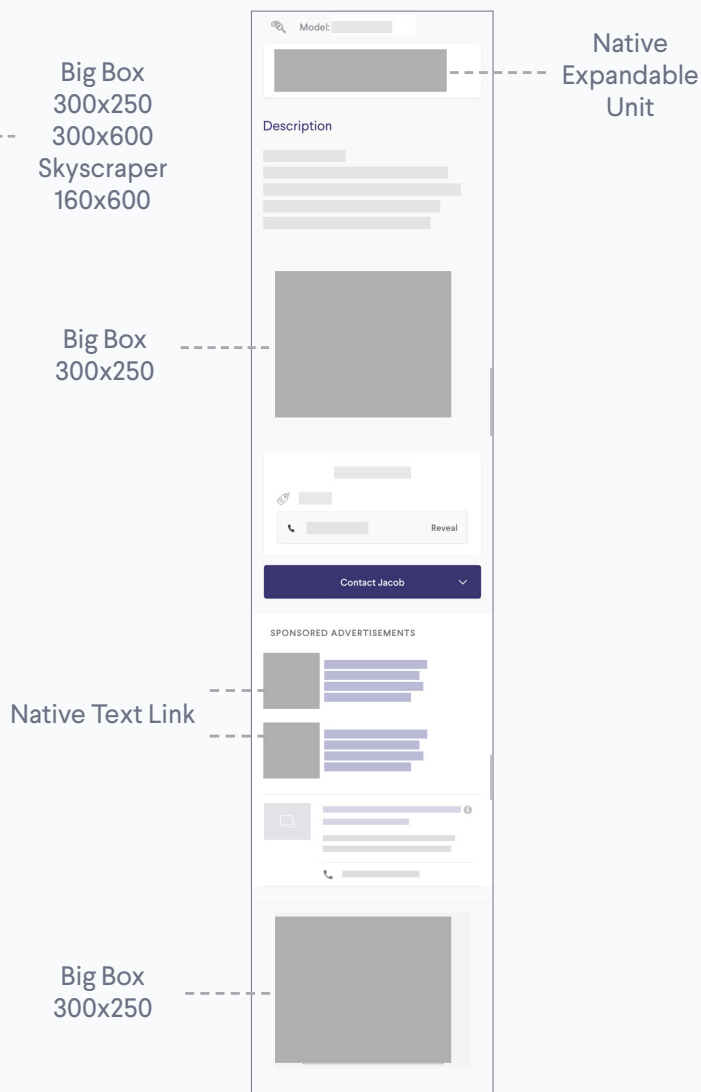 Model:
Native
Expandable
Unit
Big Box
300x250
300x600
Skyscraper
160x600
Description
Big Box
300x250
Reveal
Contact Jacob
SPONSORED ADVERTISEMENTS
Native Text Link
Big Box
300x250